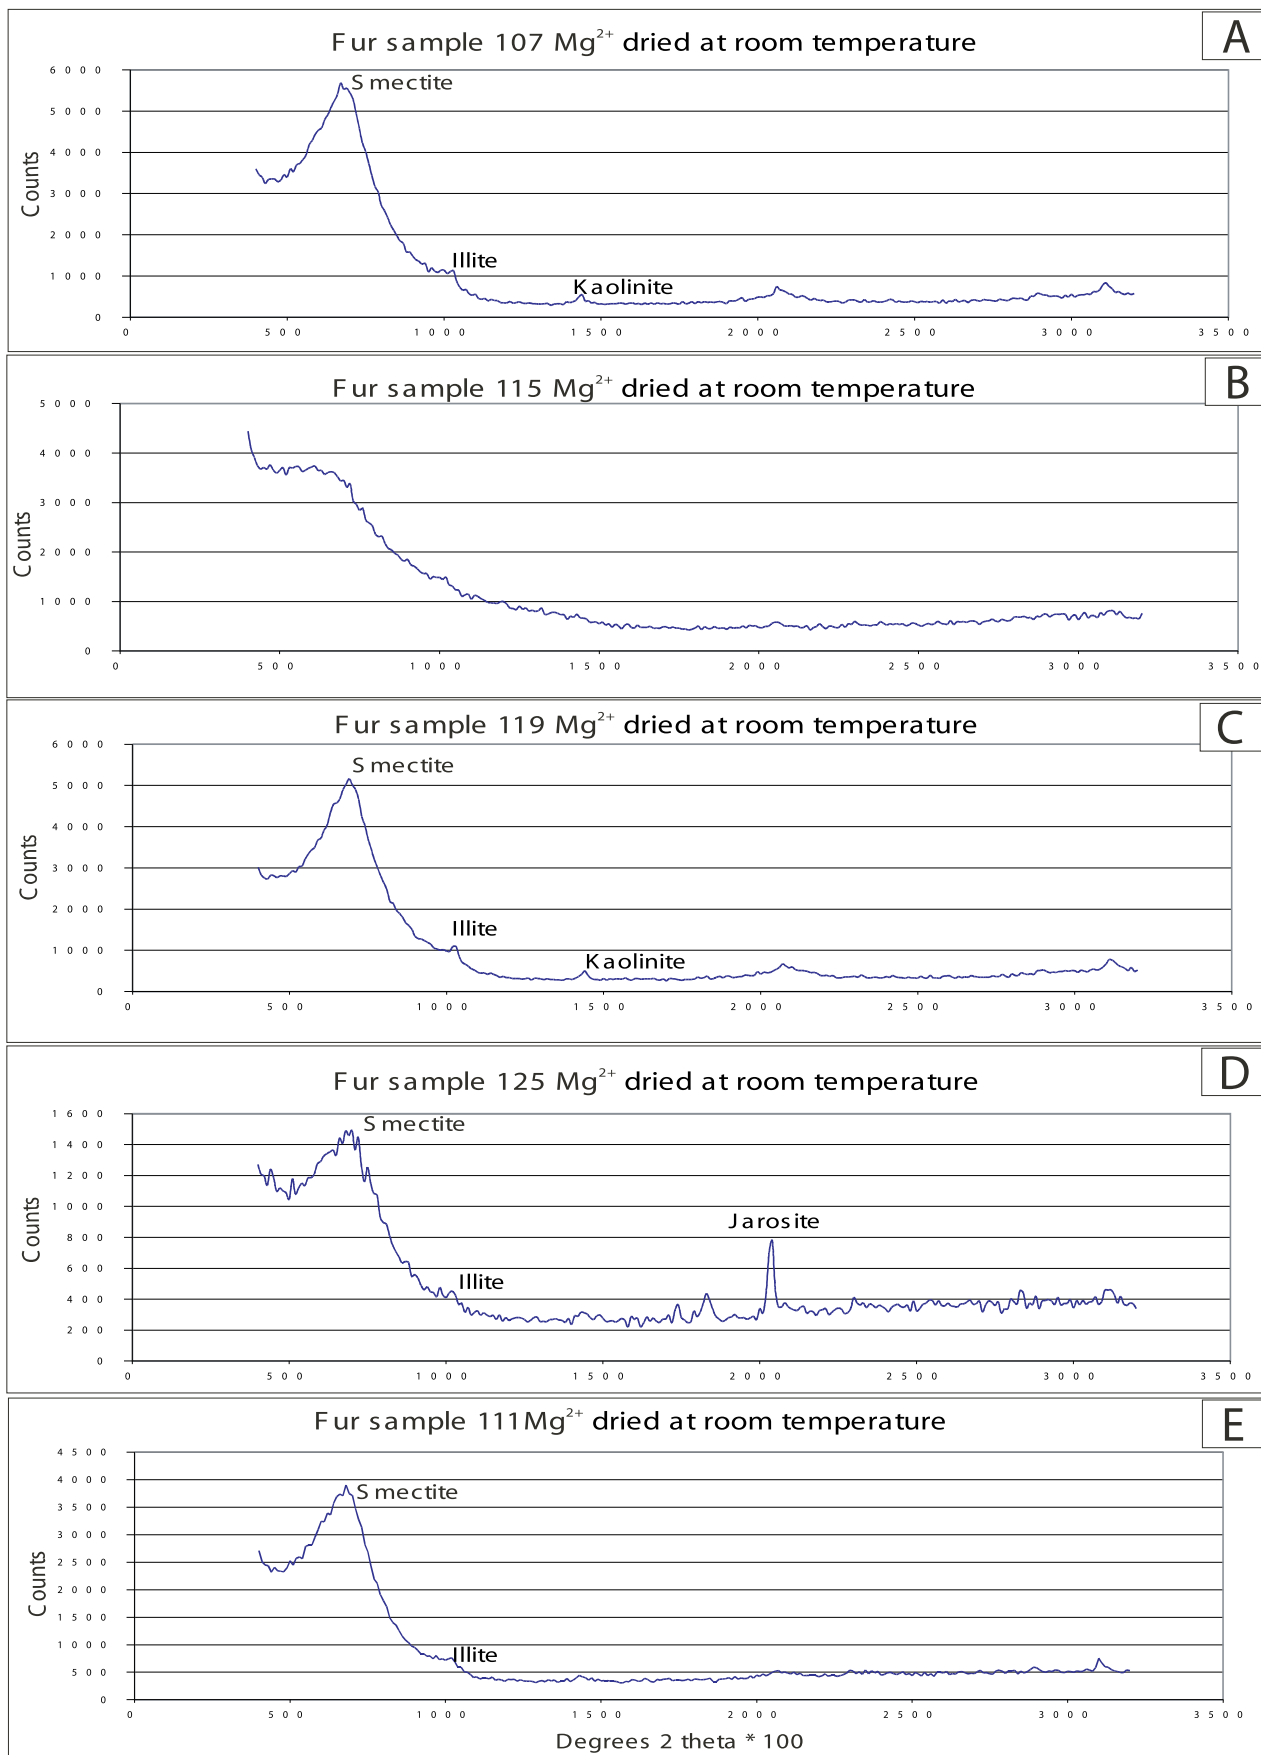 Fur sample 107 Mg2+ dried at room temperature
A
6000
Smectite
5000
4000
Counts
3000
2000
Illite
1000
Kaolinite
0
0 500 1000 1500 2000 2500 3000 3500
Fur sample 115 Mg2+ dried at room temperature
B
5000
4000
3000
Counts
2000
1000
0
0 500 1000 1500 2000 2500 3000 3500
Fur sample 119 Mg2+ dried at room temperature
C
6000
Smectite
5000
4000
Counts
3000
2000
Illite
1000
Kaolinite
0
0 500 1000 1500 2000 2500 3000 3500
Fur sample 125 Mg2+ dried at room temperature
D
1600
Smectite
1400
1200
1000
Counts
Jarosite
800
600
Illite
400
200
0
0 500 1000 1500 2000 2500 3000 3500
Fur sample 111Mg2+ dried at room temperature
E
4500
4000
Smectite
3500
3000
2500
Counts
2000
1500
1000
Illite
500
0
0 500 1000 1500 2000 2500 3000 3500
Degrees 2 theta * 100